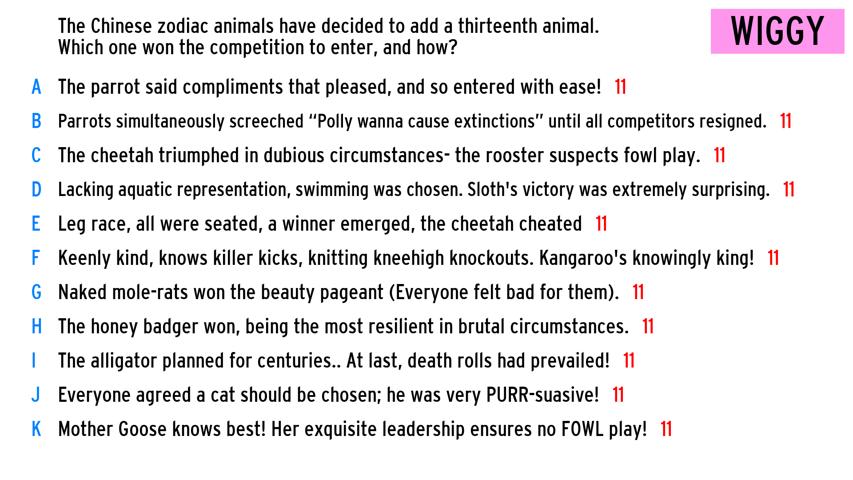 The Chinese zodiac animals have decided to add a thirteenth animal.
Which one won the competition to enter, and how?
WIGGY
A The parrot said compliments that pleased, and so entered with ease! 11
B Parrots simultaneously screeched “Polly wanna cause extinctions” until all competitors resigned. 11
C The cheetah triumphed in dubious circumstances- the rooster suspects fowl play. 11
D Lacking aquatic representation, swimming was chosen. Sloth's victory was extremely surprising. 11
E Leg race, all were seated, a winner emerged, the cheetah cheated 11
F Keenly kind, knows killer kicks, knitting kneehigh knockouts. Kangaroo's knowingly king! 11
G Naked mole-rats won the beauty pageant (Everyone felt bad for them). 11
H The honey badger won, being the most resilient in brutal circumstances. 11
I The alligator planned for centuries.. At last, death rolls had prevailed! 11
J Everyone agreed a cat should be chosen; he was very PURR-suasive! 11
K Mother Goose knows best! Her exquisite leadership ensures no FOWL play! 11